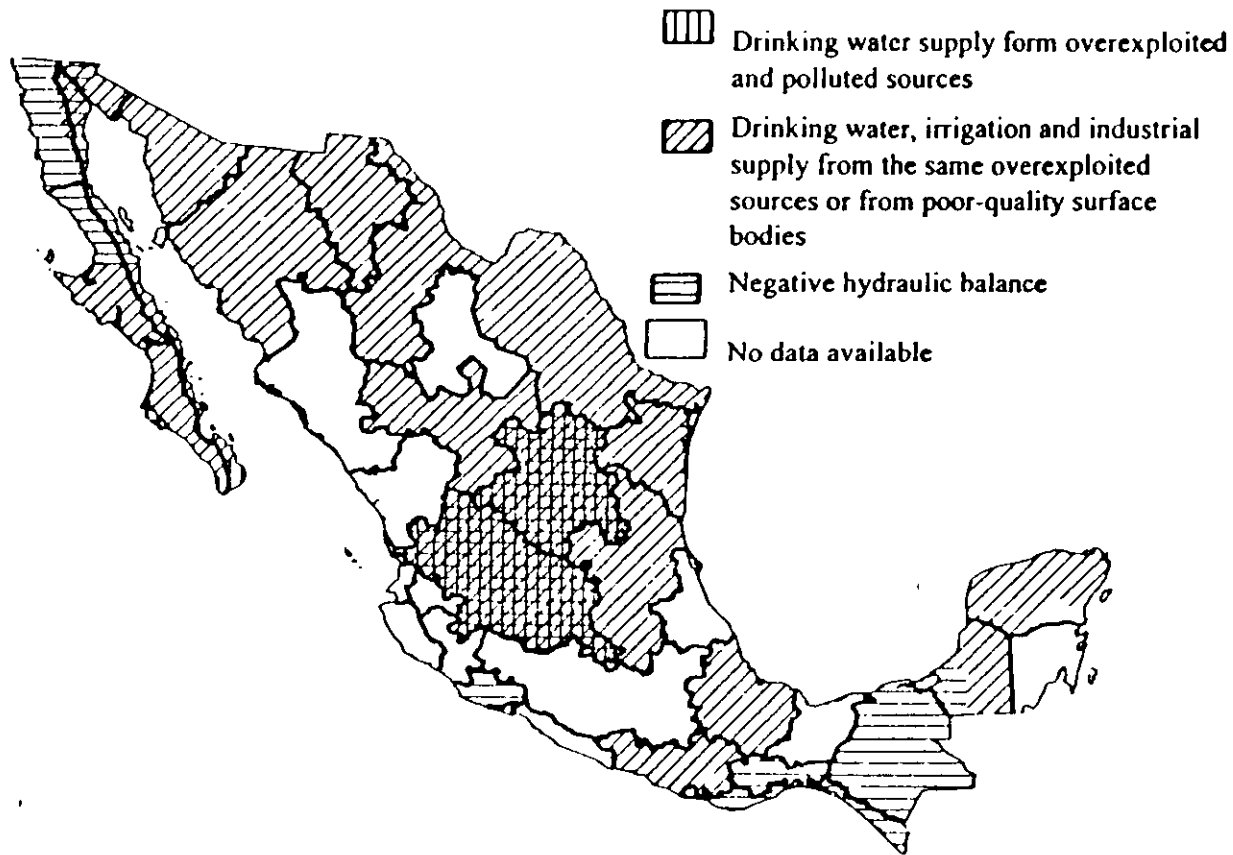 Drinking water supply form overexploited
and polluted sources
Drinking water, irrigation and industrial
supply from the same overexploited
sources or from poor-quality surface
bodies
Negative hydraulic balance
No data available